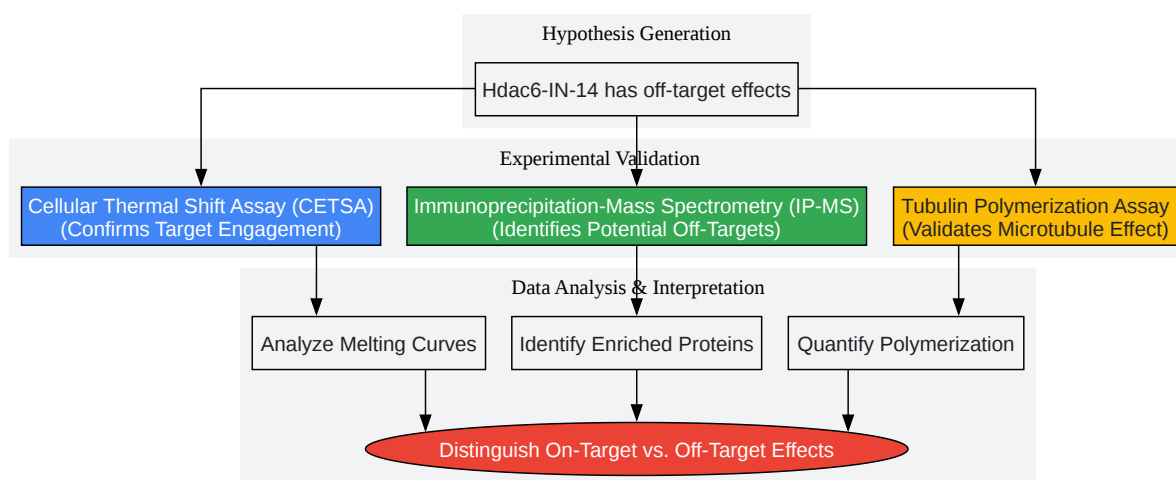 Hypothesis Generation
Hdac6-IN-14 has off-target effects
Experimental Validation
Cellular Thermal Shift Assay (CETSA)
(Confirms Target Engagement)
Immunoprecipitation-Mass Spectrometry (IP-MS)
(Identifies Potential Off-Targets)
Tubulin Polymerization Assay
(Validates Microtubule Effect)
Data Analysis & Interpretation
Analyze Melting Curves
Identify Enriched Proteins
Quantify Polymerization
Distinguish On-Target vs. Off-Target Effects